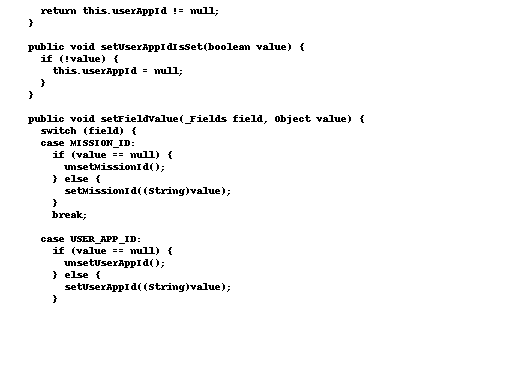 return this.userAppId != null;
}
public void setUserAppIdIsSet(boolean value) {
if (!value) {
this.userAppId = null;
}
}
public void setFieldValue(_Fields field, Object value) {
switch (field) {
case MISSION_ID:
if (value == null) {
unsetMissionId();
} else {
setMissionId((String)value);
}
break;
case USER_APP_ID:
if (value == null) {
unsetUserAppId();
} else {
setUserAppId((String)value);
}